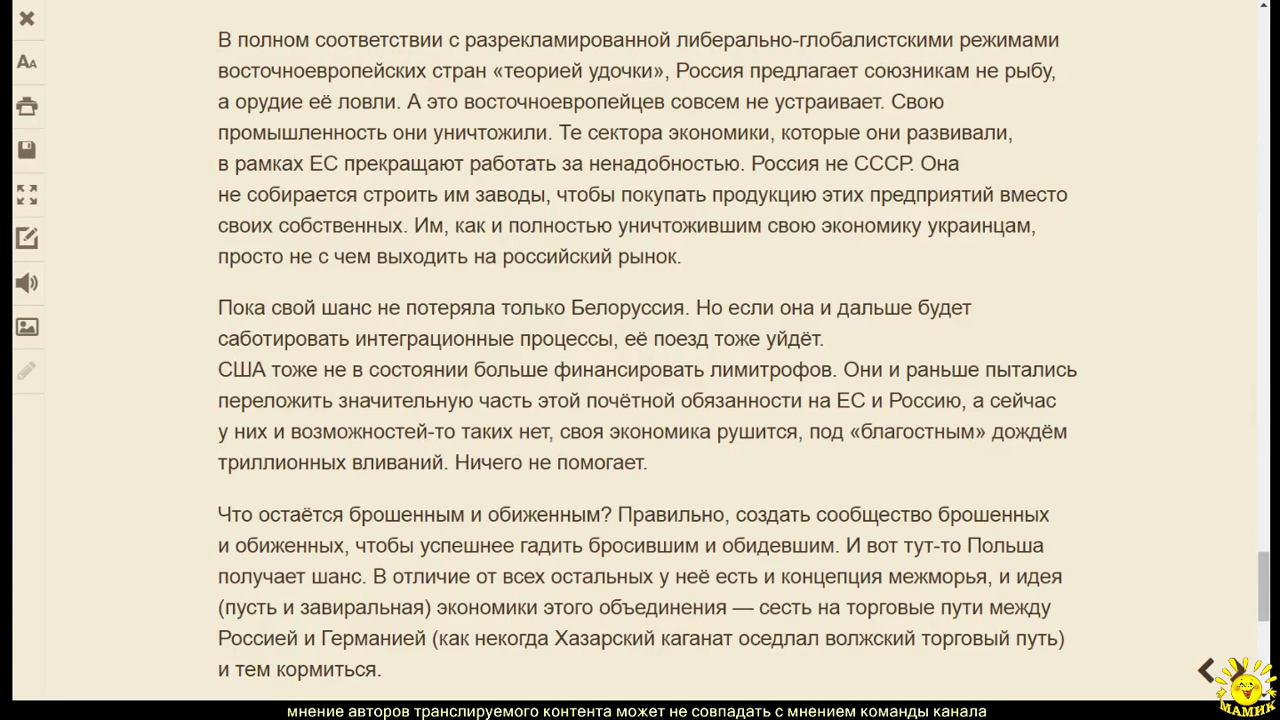 В полном соответствии с разрекламированной либерально-глобалистскими режимами
восточноевропейских стран «теорией удочки», Россия предлагает союзникам не рыбу,
а орудие её ловли. А это восточноевропейцев совсем не устраивает. Свою
промышленность они уничтожили. Те сектора экономики, которые они развивали,
в рамках ЕС прекращают работать за ненадобностью. Россия не СССР. Она
не собирается строить им заводы, чтобы покупать продукцию этих предприятий вместо
своих собственных. Им, как и полностью уничтожившим свою экономику украинцам,
просто не с чем выходить на российский рынок.
Пока свой шанс не потеряла только Белоруссия. Но если она и дальше будет
саботировать интеграционные процессы, её поезд тоже уйдёт.
США тоже не в состоянии больше финансировать лимитрофов. Они и раньше пытались
переложить значительную часть этой почётной обязанности на ЕС и Россию, а сейчас
у них и возможностей-то таких нет, своя экономика рушится, под «благостным» дождём
триллионных вливаний. Ничего не помогает.
Что остаётся брошенным и обиженным? Правильно, создать сообщество брошенных
и обиженных, чтобы успешнее гадить бросившим и обидевшим. И вот тут-то Польша
получает шанс. В отличие от всех остальных у неё есть и концепция межморья, и идея
(пусть и завиральная) экономики этого объединения — сесть на торговые пути между
Россией и Германией (как некогда Хазарский каганат оседлал волжский торговый путь)
и тем кормиться.
МАМИК
мнение авторов транслируемого контента может не совпадать с мнением команды канала